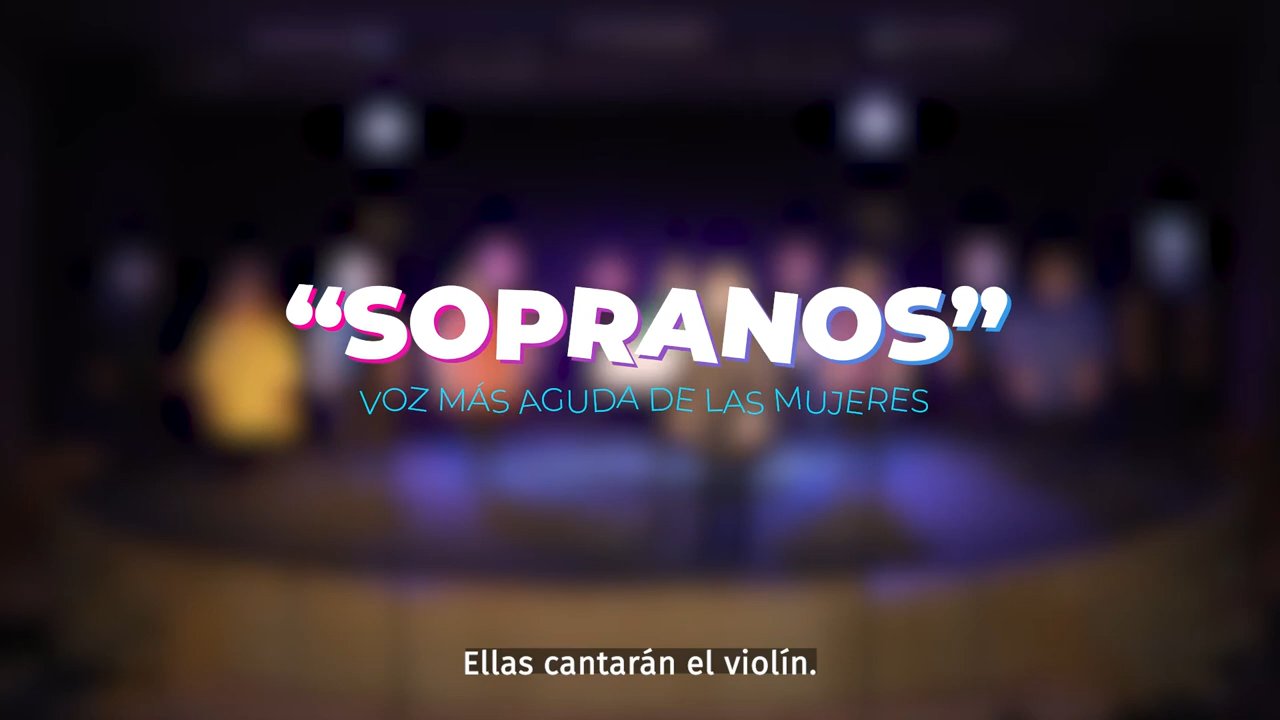 “SOPRANOS”
VOZ MÁS AGUDA DE LAS MUJERES
Ellas cantarán el violín.